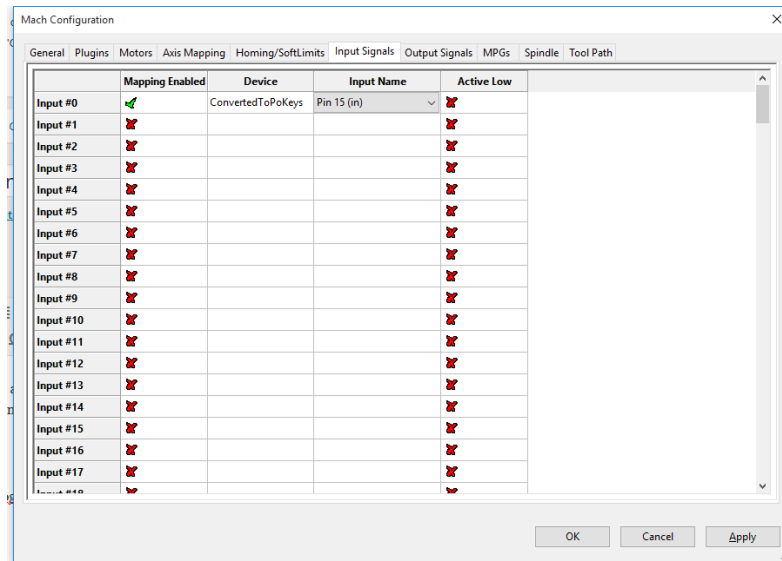 Mach Configuration
General Plugins Motors Axis Mapping Homing/SoftLimits Input Signals Output Signals MPGs Spindle Tool Path
Mapping Enabled Device Input Name Active Low
Input #0 ConvertedToPoKeys Pin 15 (in)
Input #1
Input #2
Input #3
Input #4
Input #5
Input #6
Input #7
Input #8
Input #9
Input #10
Input #11
Input #12
Input #13
Input #14
Input #15
Input #16
Input #17
Input #18
OK Cancel Apply